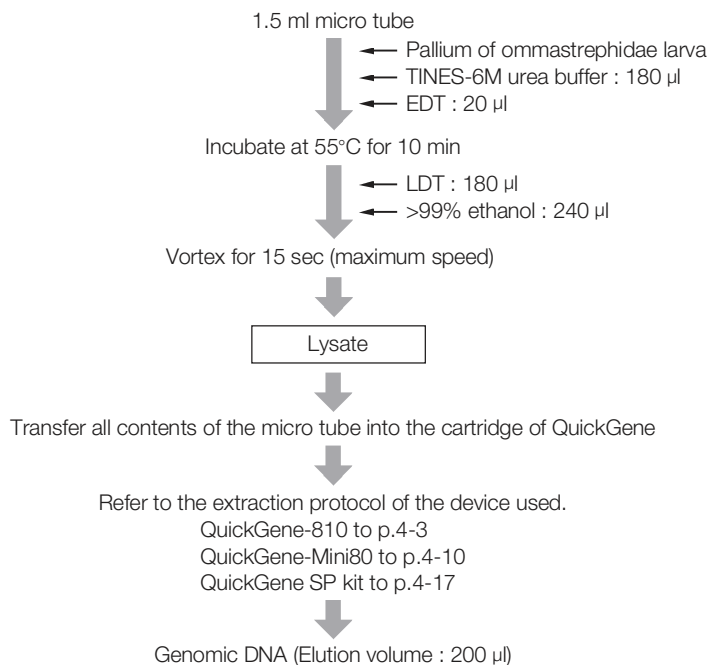 1.5 ml micro tube
Pallium of ommastrephidae larva
TINES-6M urea buffer : 180 µl
EDT : 20 µl
Incubate at 55°C for 10 min
LDT : 180 µl
>99% ethanol : 240 µl
Vortex for 15 sec (maximum speed)
Lysate
Transfer all contents of the micro tube into the cartridge of QuickGene
Refer to the extraction protocol of the device used.
QuickGene-810 to p.4-3
QuickGene-Mini80 to p.4-10
QuickGene SP kit to p.4-17
Genomic DNA (Elution volume : 200 µl)